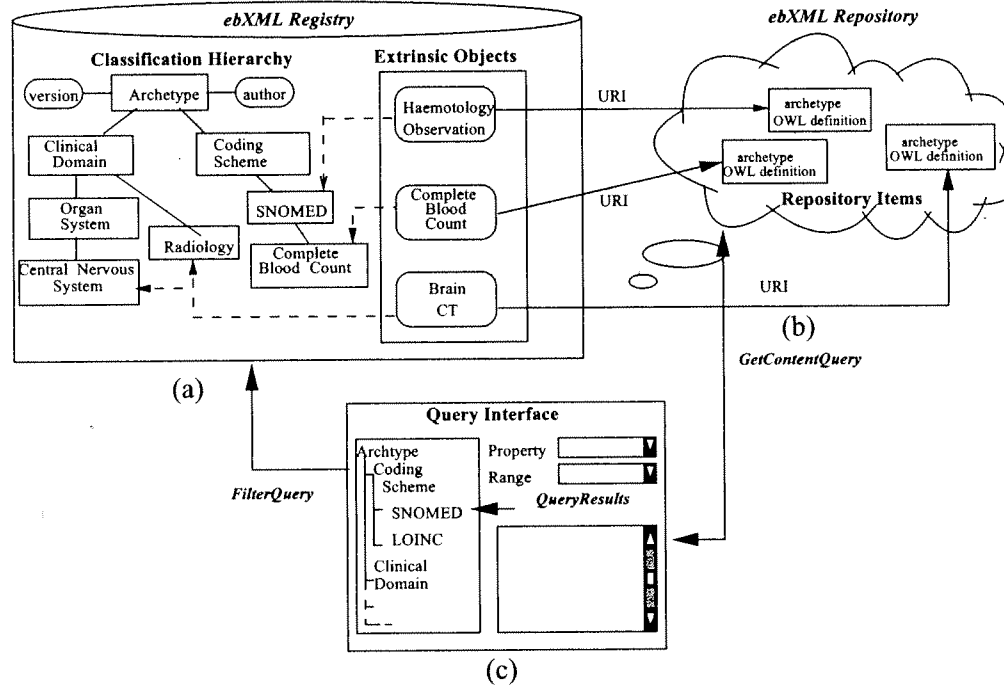 ebXML Registry
ebXML Repository
Classification Hierarchy
Extrinsic Objects
version
Archetype
author
Haemotology
Observation
URI
archetype
OWL definition
archetype
OWL definition
archetype
OWL definition
Clinical
Domain
Coding
Scheme
Organ
System
Radiology
SNOMED
Complete
Blood
Count
URI
Repository Items
Central Nervous
System
Complete
Blood Count
Brain
CT
URI
(a)
(b)
GetContentQuery
Query Interface
Archtype
Coding
Scheme
SNOMED
LOINC
Clinical
Domain
Property
Range
FilterQuery
QueryResults
(c)